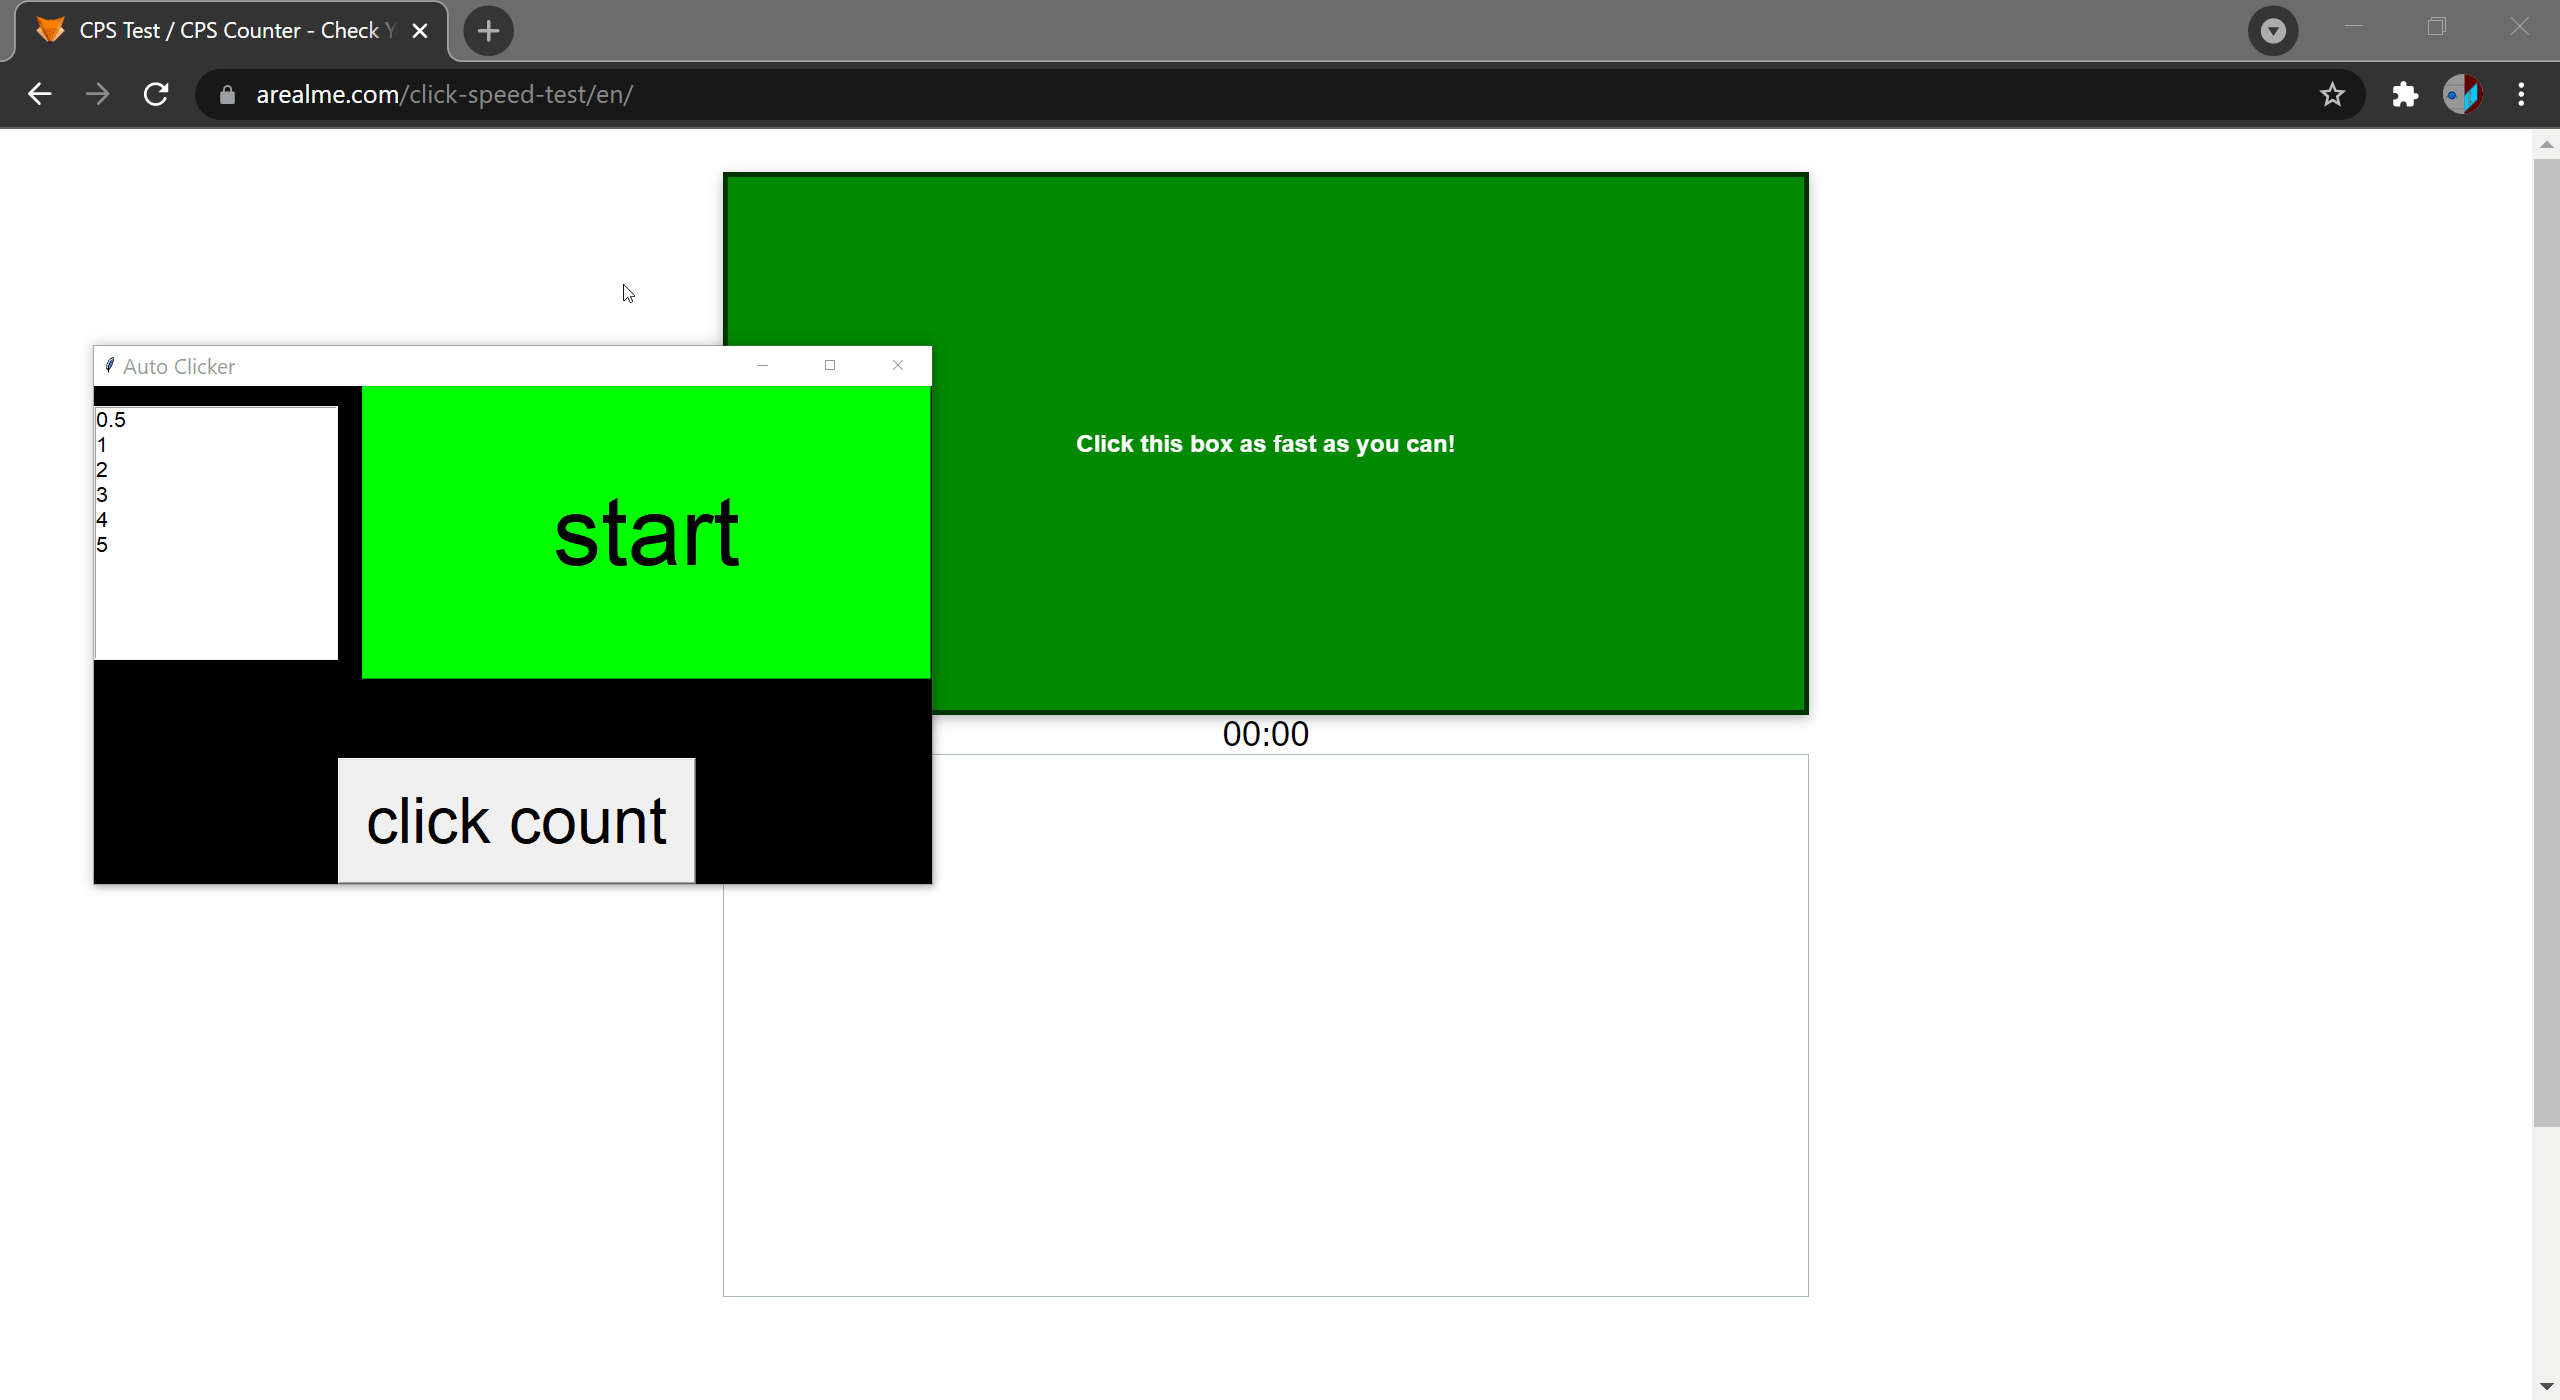 CPS Test / CPS Counter - Check Y
arealme.com/click-speed-test/en/
Click this box as fast as you can!
00:00
Auto Clicker
0.5
1
2
3
4
5
start
click count